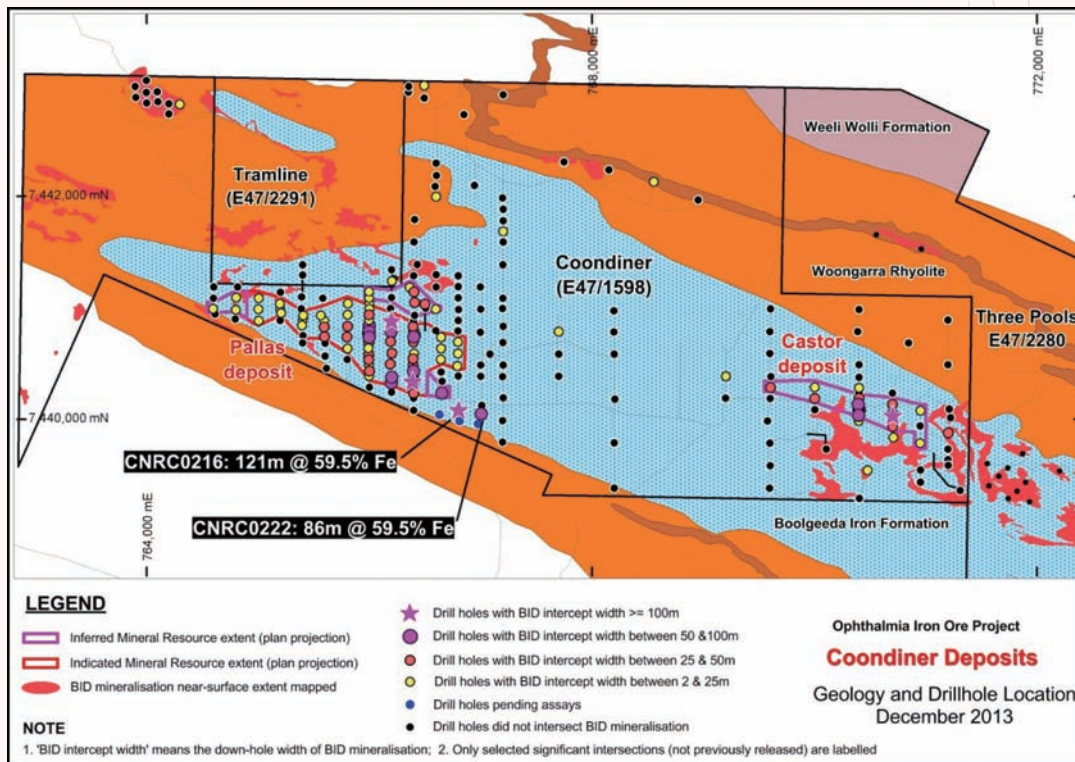 768,000 mE
772,000 mE
Weeli Wolli Formation
Tramline
(E47/2291)
7,442,000 mN
Coondiner
(E47/1598)
Woongarra Rhyolite
Three Pools
E47/2280
Castor
deposit
Pallas
deposit
7,440,000 mN
CNRC0216: 121m @ 59.5% Fe
764,000 mE
CNRC0222: 86m @ 59.5% Fe
Boolgeeda Iron Formation
LEGEND
Inferred Mineral Resource extent (plan projection)
Indicated Mineral Resource extent (plan projection)
BID mineralisation near-surface extent mapped
Drill holes with BID intercept width >= 100m
Drill holes with BID intercept width between 50 &100m
Drill holes with BID intercept width between 25 & 50m
Drill holes with BID intercept width between 2 & 25m
Drill holes pending assays
Drill holes did not intersect BID mineralisation
Ophthalmia Iron Ore Project
Coondiner Deposits
Geology and Drillhole Location
December 2013
NOTE
1. 'BID intercept width' means the down-hole width of BID mineralisation; 2. Only selected significant intersections (not previously released) are labelled